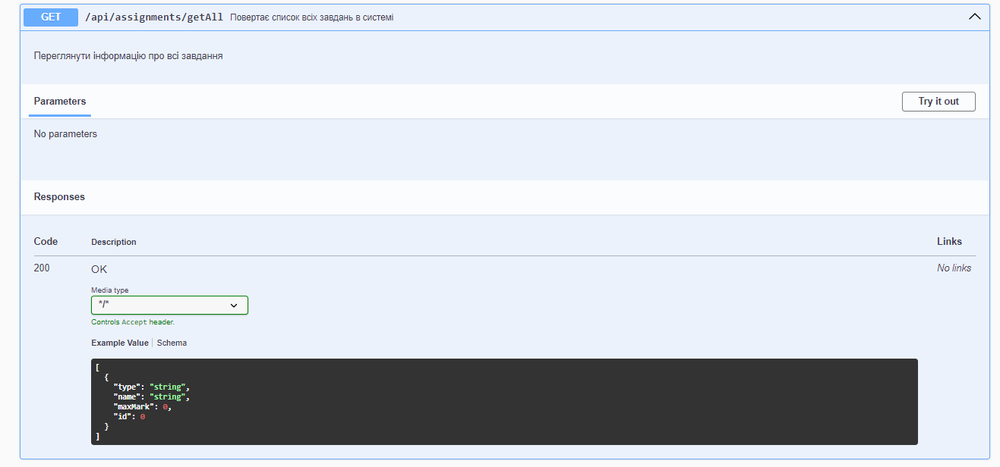 GET /api/assignments/getAll Повертає список всіх завдань в системі
Переглянути інформацію про всі завдання
Parameters Try it out
No parameters
Responses
Code Description Links
200 OK No links
Media type
*/*
Controls Accept header.
Example Value Schema
[
{
"type": "string",
"name": "string",
"maxMark": 0,
"id": 0
}
]